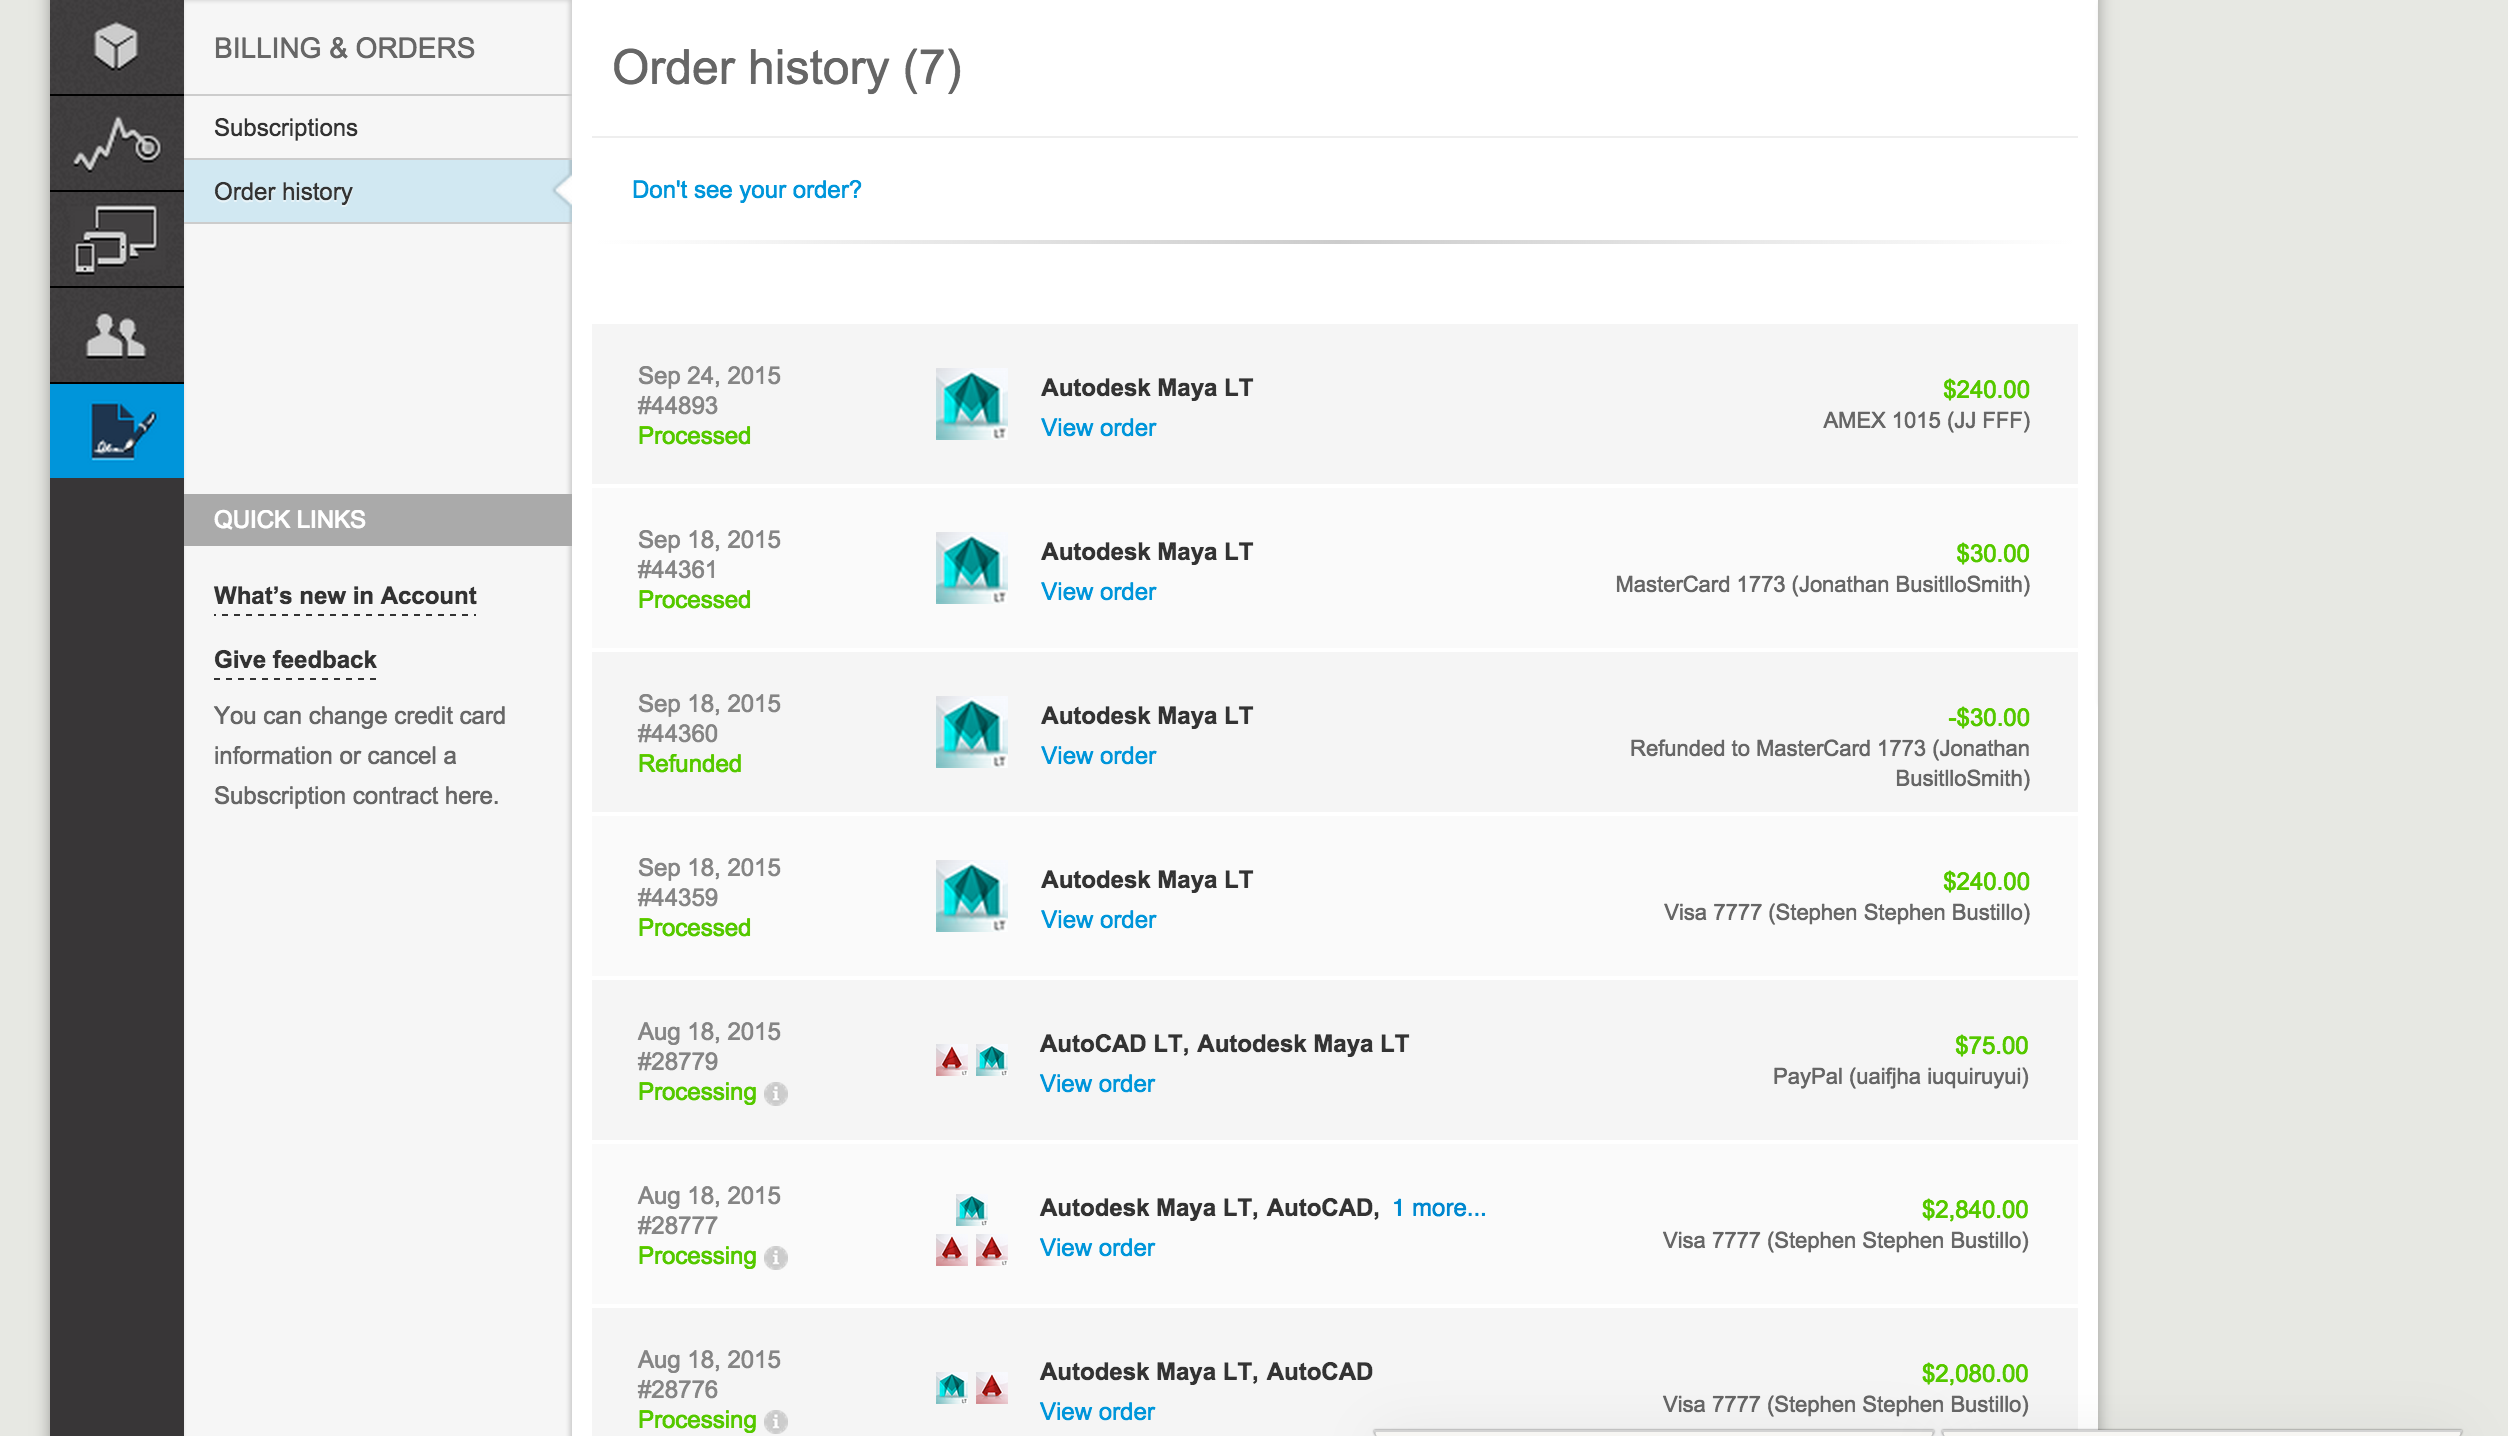 BILLING & ORDERS
Subscriptions
Order history
QUICK LINKS
What’s new in Account
Give feedback
You can change credit card
information or cancel a
Subscription contract here.
Order history (7)
Don't see your order?
Sep 24, 2015
#44893
Processed
LT
Autodesk Maya LT
View order
$240.00
AMEX 1015 (JJ FFF)
Sep 18, 2015
#44361
Processed
LT
Autodesk Maya LT
View order
$30.00
MasterCard 1773 (Jonathan BusitlloSmith)
Sep 18, 2015
#44360
Refunded
LT
Autodesk Maya LT
View order
-$30.00
Refunded to MasterCard 1773 (Jonathan
BusitlloSmith)
Sep 18, 2015
#44359
Processed
LT
Autodesk Maya LT
View order
$240.00
Visa 7777 (Stephen Stephen Bustillo)
Aug 18, 2015
#28779
Processing
AutoCAD LT, Autodesk Maya LT
View order
$75.00
PayPal (uaifjha iuquiruyui)
Aug 18, 2015
#28777
Processing
Autodesk Maya LT, AutoCAD, 1 more...
View order
$2,840.00
Visa 7777 (Stephen Stephen Bustillo)
Aug 18, 2015
#28776
Processing
Autodesk Maya LT, AutoCAD
View order
$2,080.00
Visa 7777 (Stephen Stephen Bustillo)